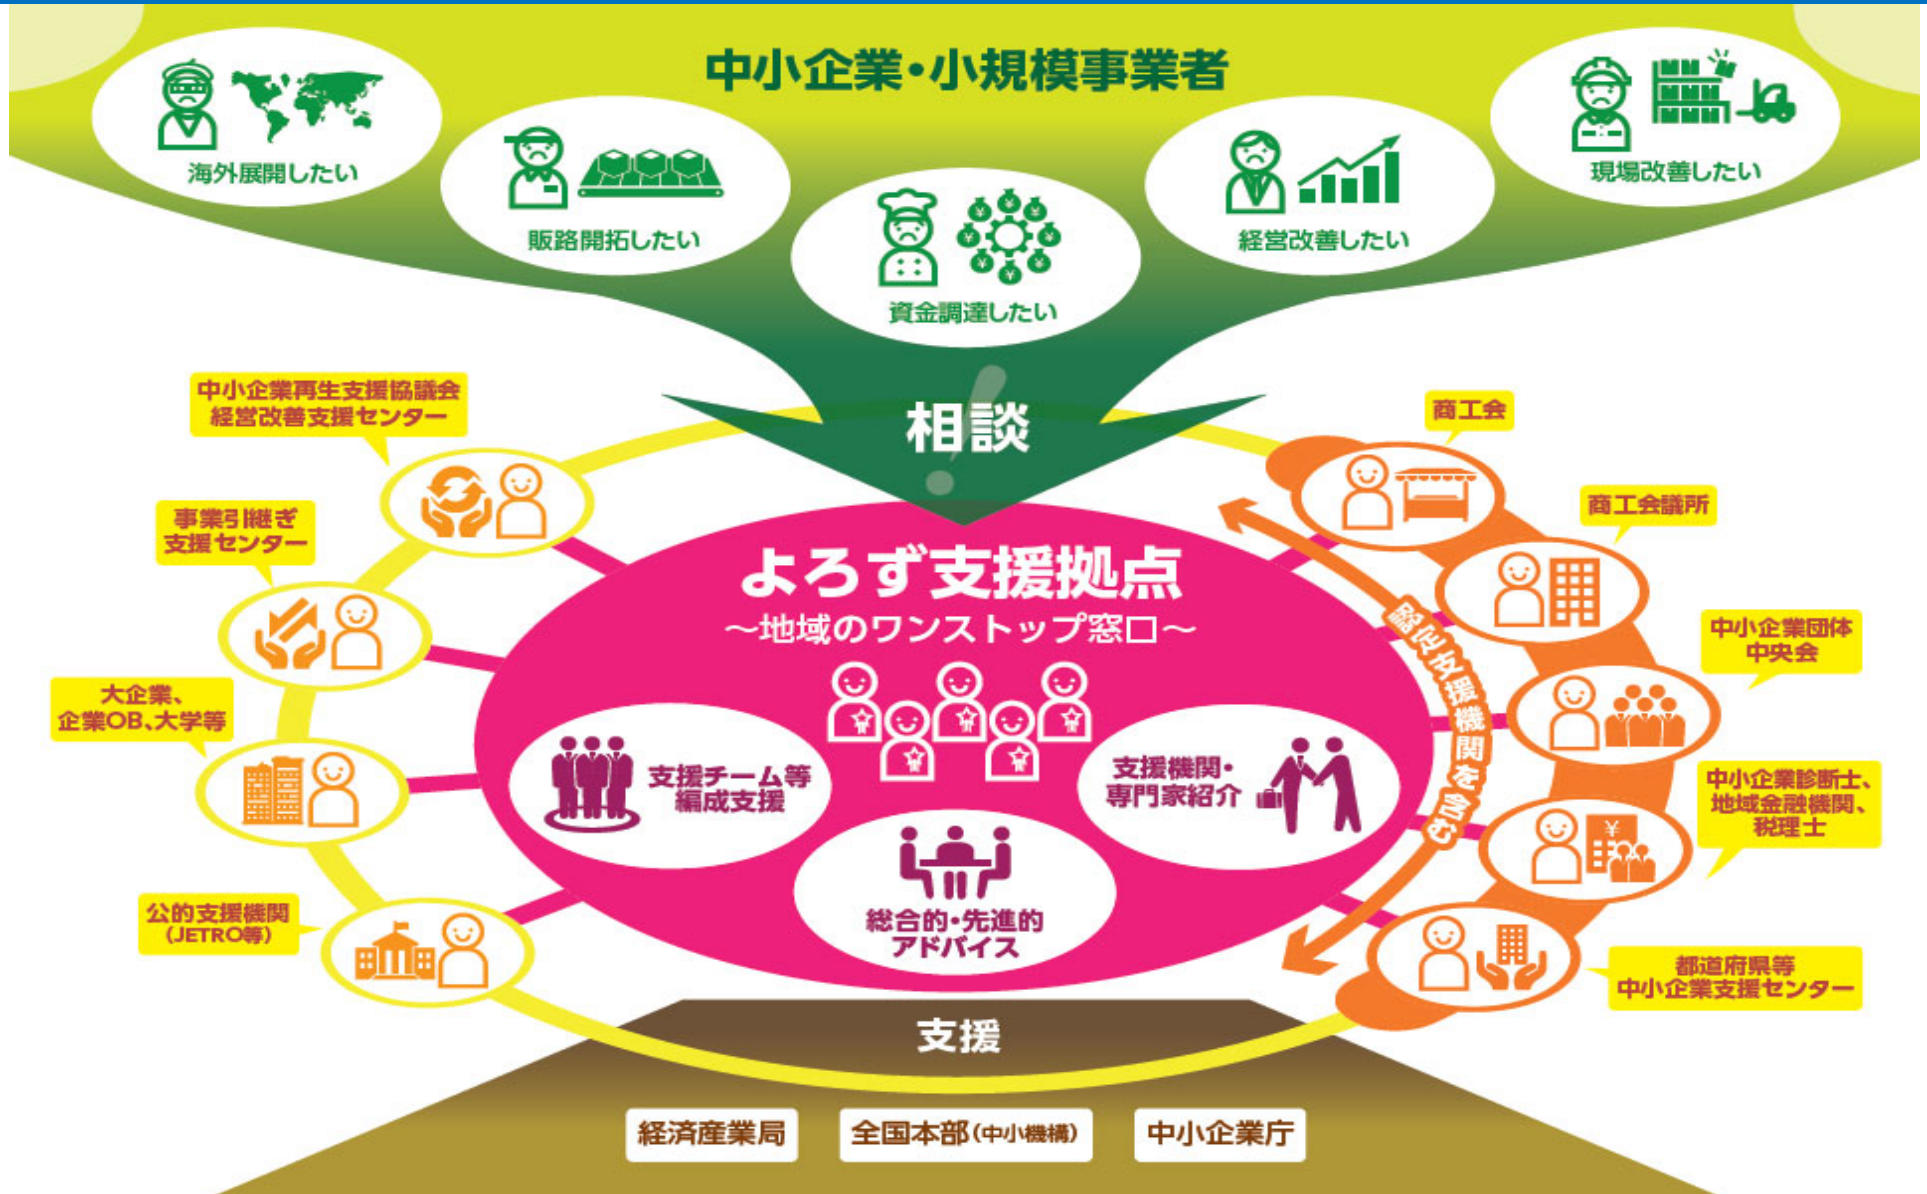 中小企業・小規模事業者
海外展開したい
販路開拓したい
資金調達したい
経営改善したい
現場改善したい
相談
中小企業再生支援協議会
経営改善支援センター
事業引継ぎ
支援センター
大企業、
企業OB、大学等
公的支援機関
(JETRO等)
よろず支援拠点
～地域のワンストップ窓口～
支援チーム等
編成支援
総合的・先進的
アドバイス
支援機関・
専門家紹介
認定支援機関を含む
商工会
商工会議所
中小企業団体
中央会
中小企業診断士、
地域金融機関、
税理士
都道府県等
中小企業支援センター
支援
経済産業局
全国本部(中小機構)
中小企業庁